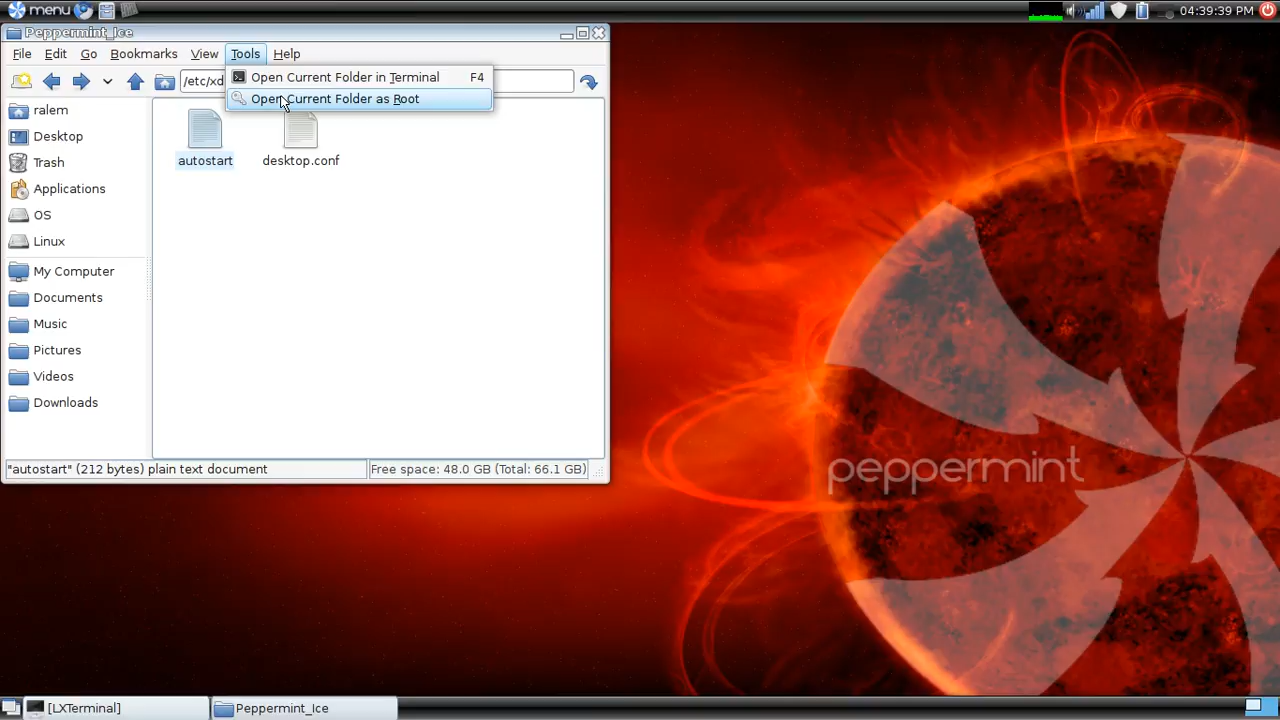 menu
04:39:39 PM
Peppermint_Ice
File Edit Go Bookmarks View Tools Help
/etc/xd
Open Current Folder in Terminal F4
Open Current Folder as Root
ralem
Desktop
Trash
Applications
OS
Linux
My Computer
Documents
Music
Pictures
Videos
Downloads
autostart desktop.conf
"autostart" (212 bytes) plain text document Free space: 48.0 GB (Total: 66.1 GB)
peppermint
[LXTerminal] Peppermint_Ice